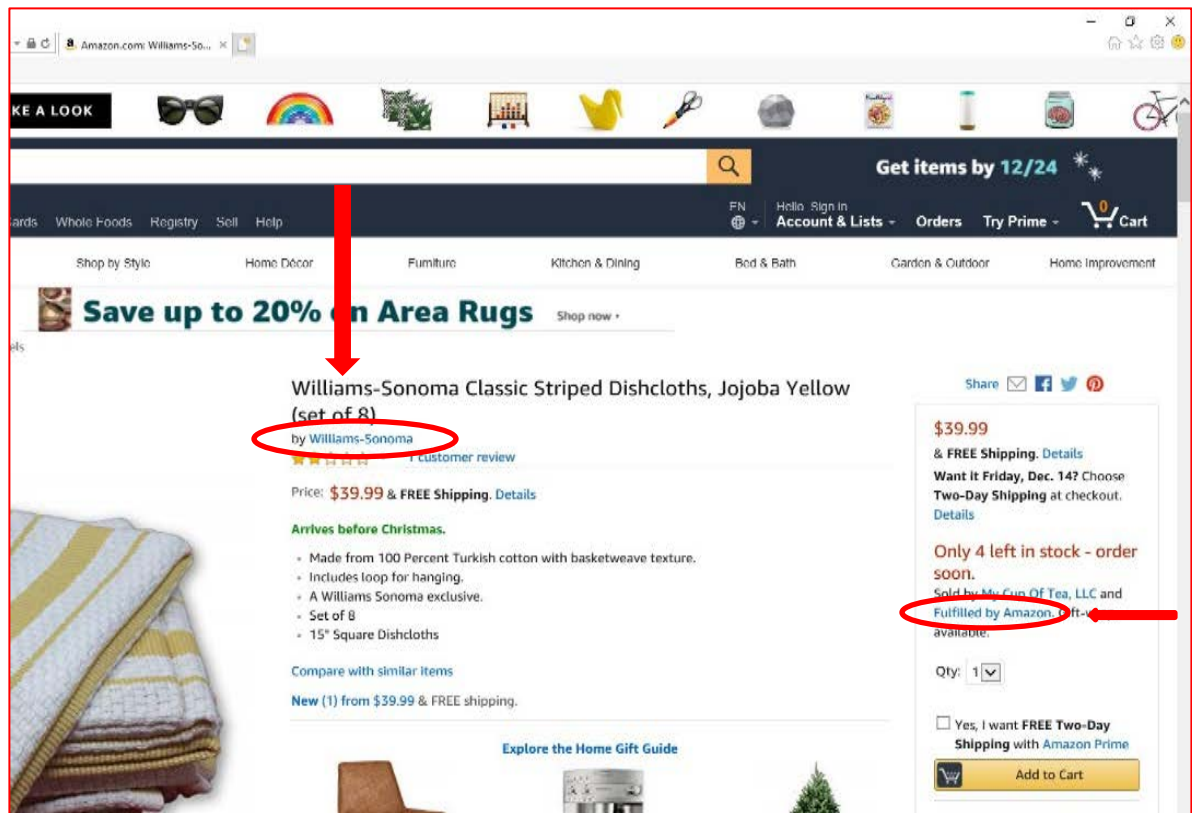 Amazon.com: Williams-So...
KE A LOOK
Get items by 12/24
ards Whole Foods Registry Sell Help
EN Hello Sign in
Account & Lists Orders Try Prime 0 Cart
Shop by Style Home Décor Furniture Kitchen & Dining Bed & Bath Garden & Outdoor Home Improvement
Save up to 20% on Area Rugs Shop now
els
Williams-Sonoma Classic Striped Dishcloths, Jojoba Yellow
(set of 8)
by Williams-Sonoma
1 customer review
Price: $39.99 & FREE Shipping. Details
Arrives before Christmas.
Made from 100 Percent Turkish cotton with basketweave texture.
Includes loop for hanging.
A Williams Sonoma exclusive.
Set of 8
15" Square Dishcloths
Compare with similar items
New (1) from $39.99 & FREE shipping.
Explore the Home Gift Guide
Share
$39.99
& FREE Shipping. Details
Want it Friday, Dec. 14? Choose
Two-Day Shipping at checkout.
Details
Only 4 left in stock - order
soon.
Sold by My Cup Of Tea, LLC and
Fulfilled by Amazon.
available.
Qty: 1
Yes, I want FREE Two-Day
Shipping with Amazon Prime
Add to Cart